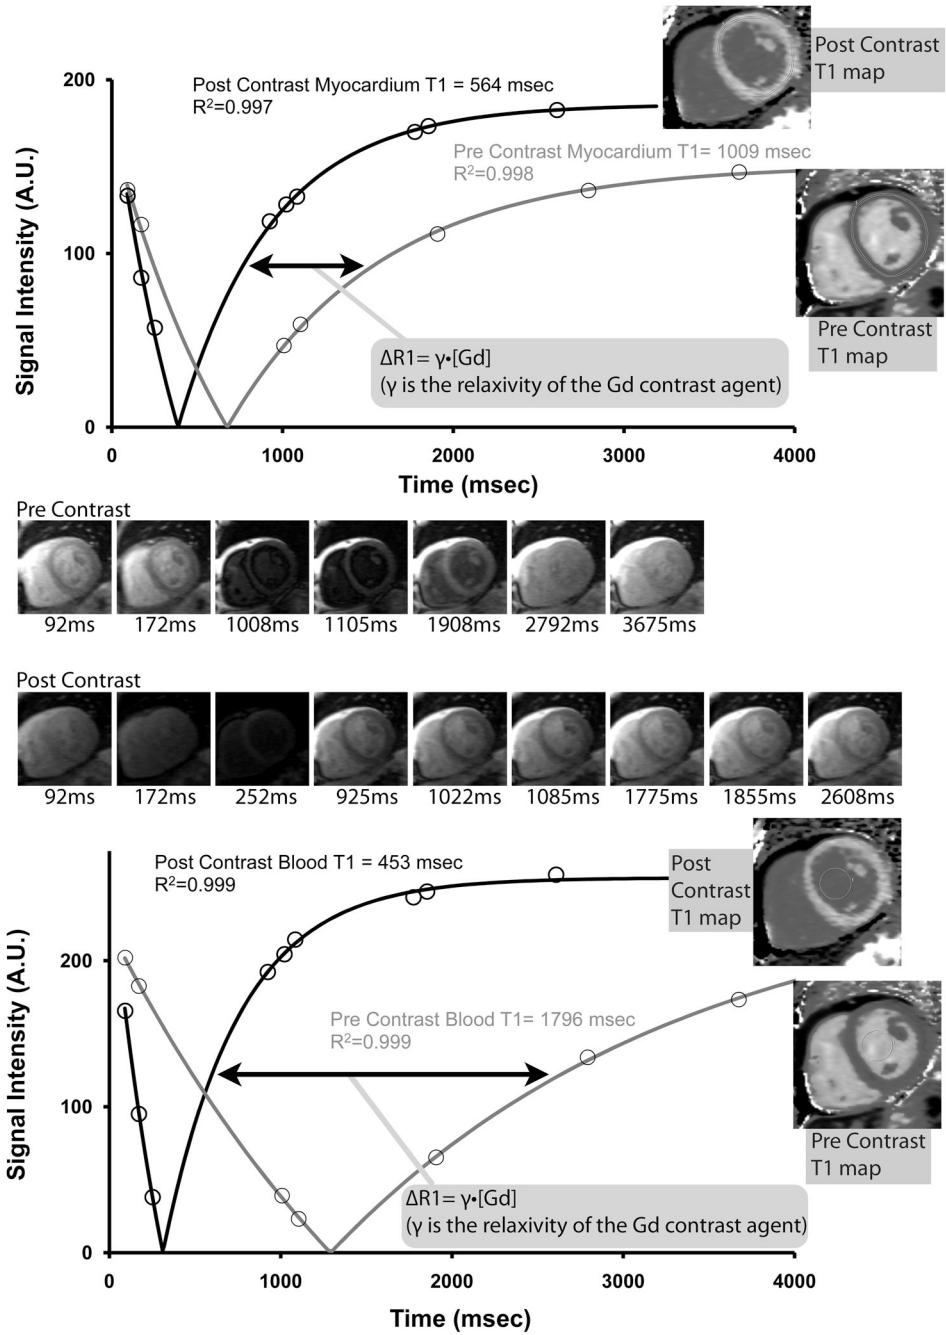 Post Contrast
T1 map
200
Post Contrast Myocardium T1 = 564 msec
R²=0.997
Pre Contrast Myocardium T1= 1009 msec
R²=0.998
Signal Intensity (A.U.)
100
Pre Contrast
T1 map
ΔR1= γ•[Gd]
(γ is the relaxivity of the Gd contrast agent)
0
0 1000 2000 3000 4000
Time (msec)
Pre Contrast
92ms 172ms 1008ms 1105ms 1908ms 2792ms 3675ms
Post Contrast
92ms 172ms 252ms 925ms 1022ms 1085ms 1775ms 1855ms 2608ms
Post Contrast Blood T1 = 453 msec
R²=0.999
Post
Contrast
T1 map
200
Signal Intensity (A.U.)
Pre Contrast Blood T1= 1796 msec
R²=0.999
100
Pre Contrast
T1 map
ΔR1= γ•[Gd]
(γ is the relaxivity of the Gd contrast agent)
0
0 1000 2000 3000 4000
Time (msec)